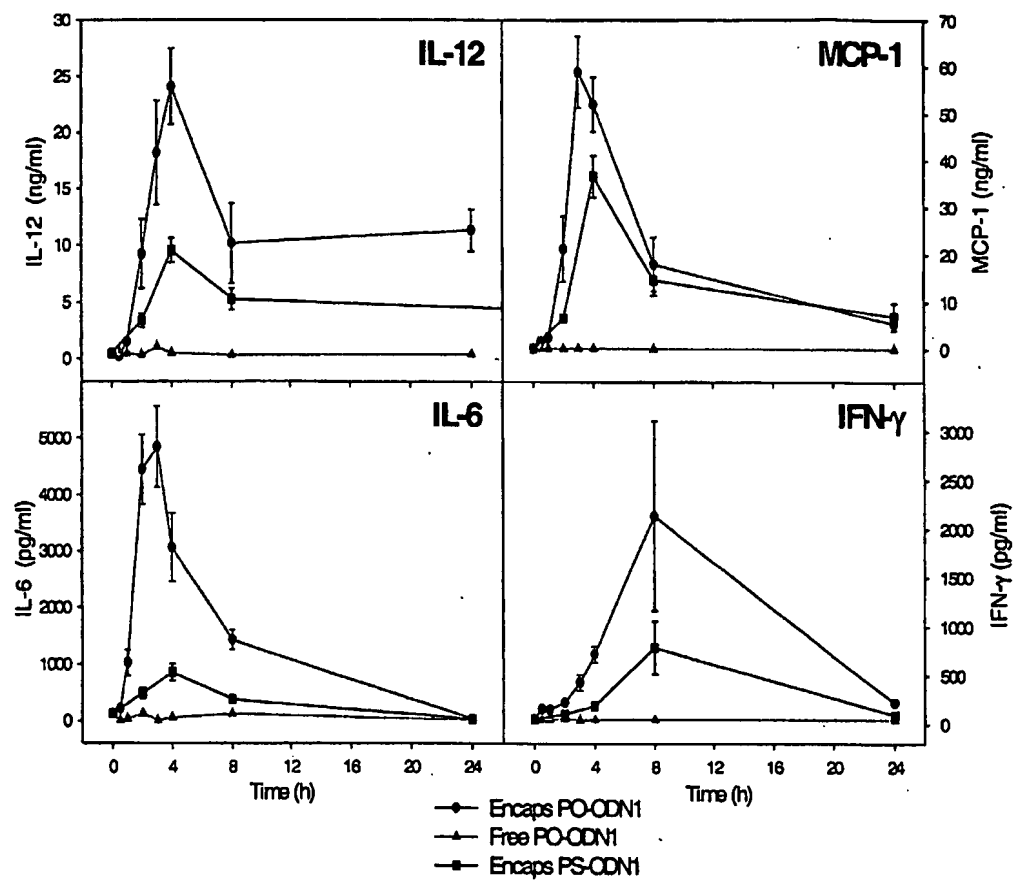 IL-12
MCP-1
IL-12 (ng/ml)
30
25
20
15
10
5
0
MCP-1 (ng/ml)
70
60
50
40
30
20
10
0
IL-6
IFN-γ
IL-6 (pg/ml)
5000
4000
3000
2000
1000
0
IFN-γ (pg/ml)
3000
2500
2000
1500
1000
500
0
0 4 8 12 16 20 24
0 4 8 12 16 20 24
Time (h)
Time (h)
Encaps PO-ODN1
Free PO-ODN1
Encaps PS-ODN1